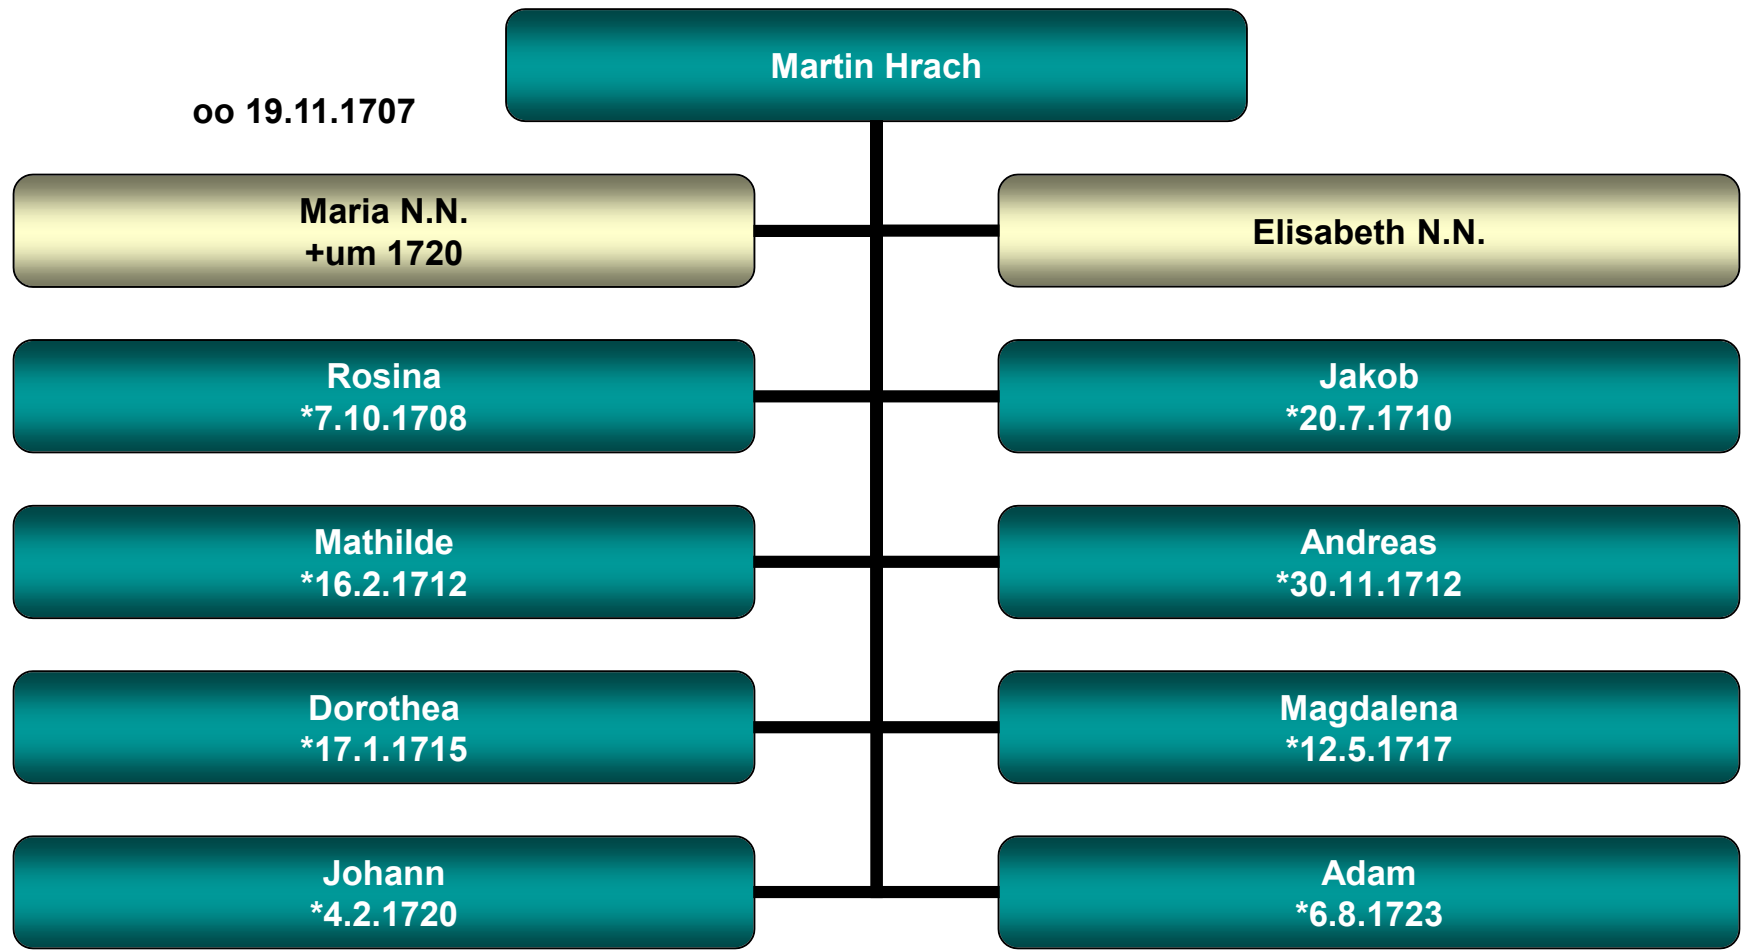 Martin Hrach
oo 19.11.1707
Maria N.N.
+um 1720
Elisabeth N.N.
Rosina
*7.10.1708
Jakob
*20.7.1710
Mathilde
*16.2.1712
Andreas
*30.11.1712
Dorothea
*17.1.1715
Magdalena
*12.5.1717
Johann
*4.2.1720
Adam
*6.8.1723